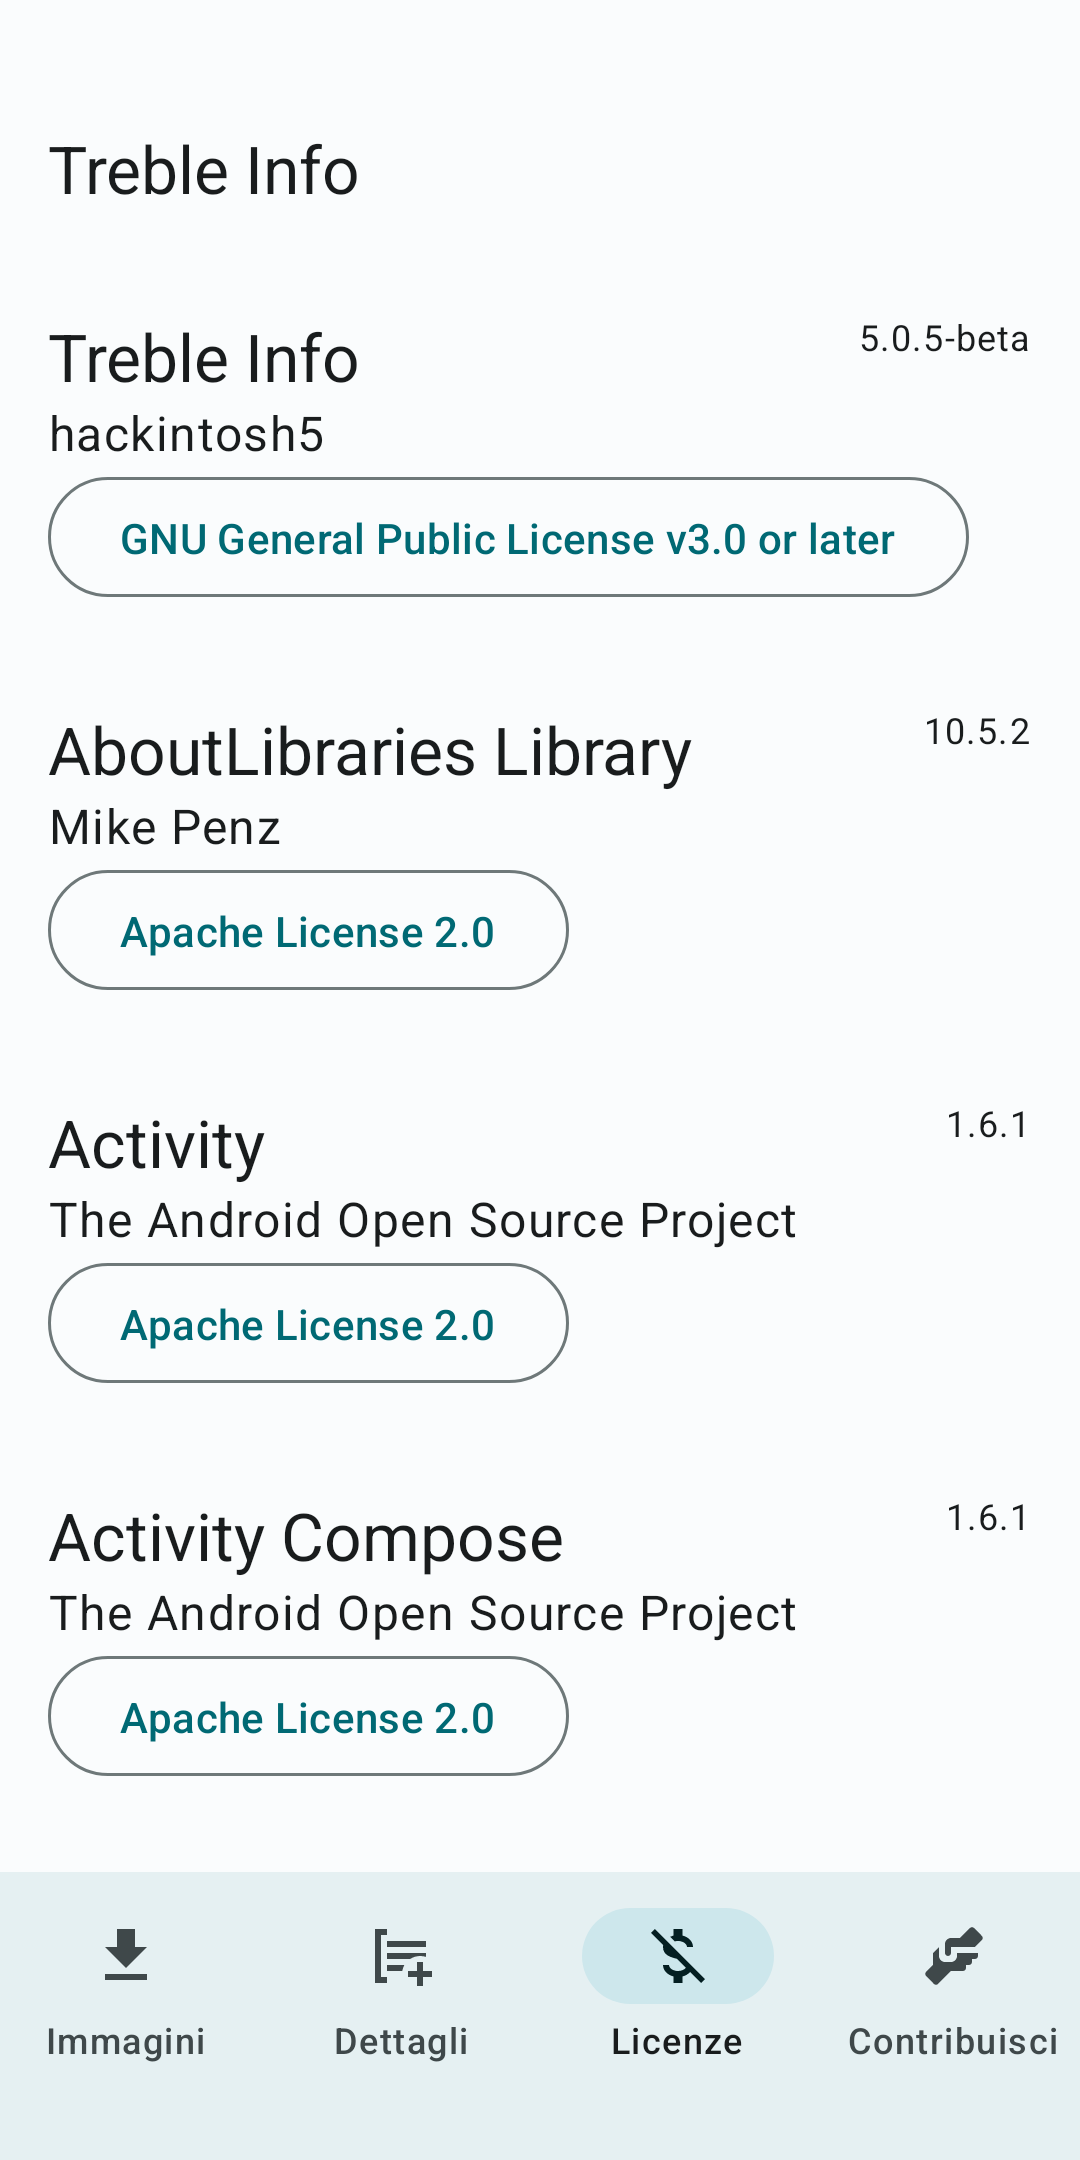 Treble Info
Treble Info
5.0.5-beta
hackintosh5
GNU General Public License v3.0 or later
AboutLibraries Library
10.5.2
Mike Penz
Apache License 2.0
Activity
1.6.1
The Android Open Source Project
Apache License 2.0
Activity Compose
1.6.1
The Android Open Source Project
Apache License 2.0
Immagini
Dettagli
Licenze
Contribuisci